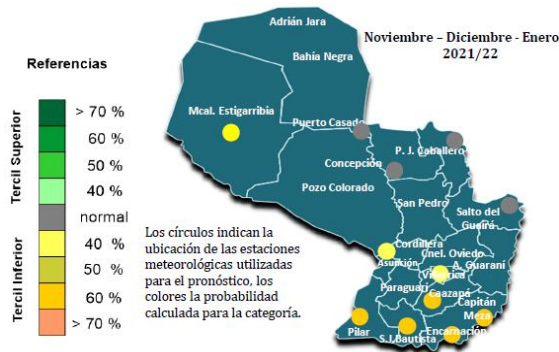 Noviembre – Diciembre - Enero
2021/22
Referencias
Tercil Superior
> 70 %
60 %
50 %
40 %
normal
Tercil Inferior
40 %
50 %
60 %
> 70 %
Adrián Jara
Bahía Negra
Mcal. Estigarribia
Puerto Casado
P. J. Caballero
Concepción
Pozo Colorado
San Pedro
Salto del
Guairá
Cordillera
Asunción
Cnel. Oviedo
A. Guaraní
Villarrica
Paraguarí
Caazapá
Capitán
Meza
Pilar
S.J.Bautista
Encarnación
Los círculos indican la
ubicación de las estaciones
meteorológicas utilizadas
para el pronóstico, los
colores la probabilidad
calculada para la categoría.